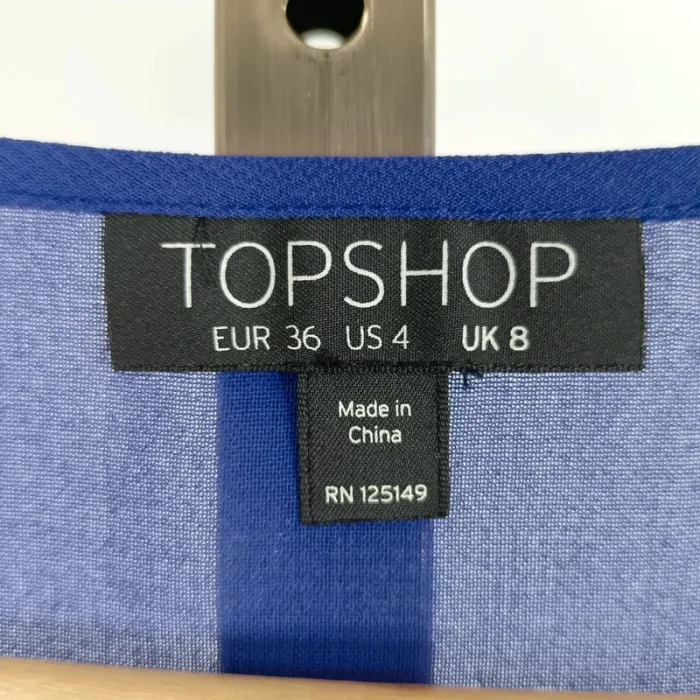 TOPSHOP
EUR 36 US 4 UK 8
Made in
China
RN 125149